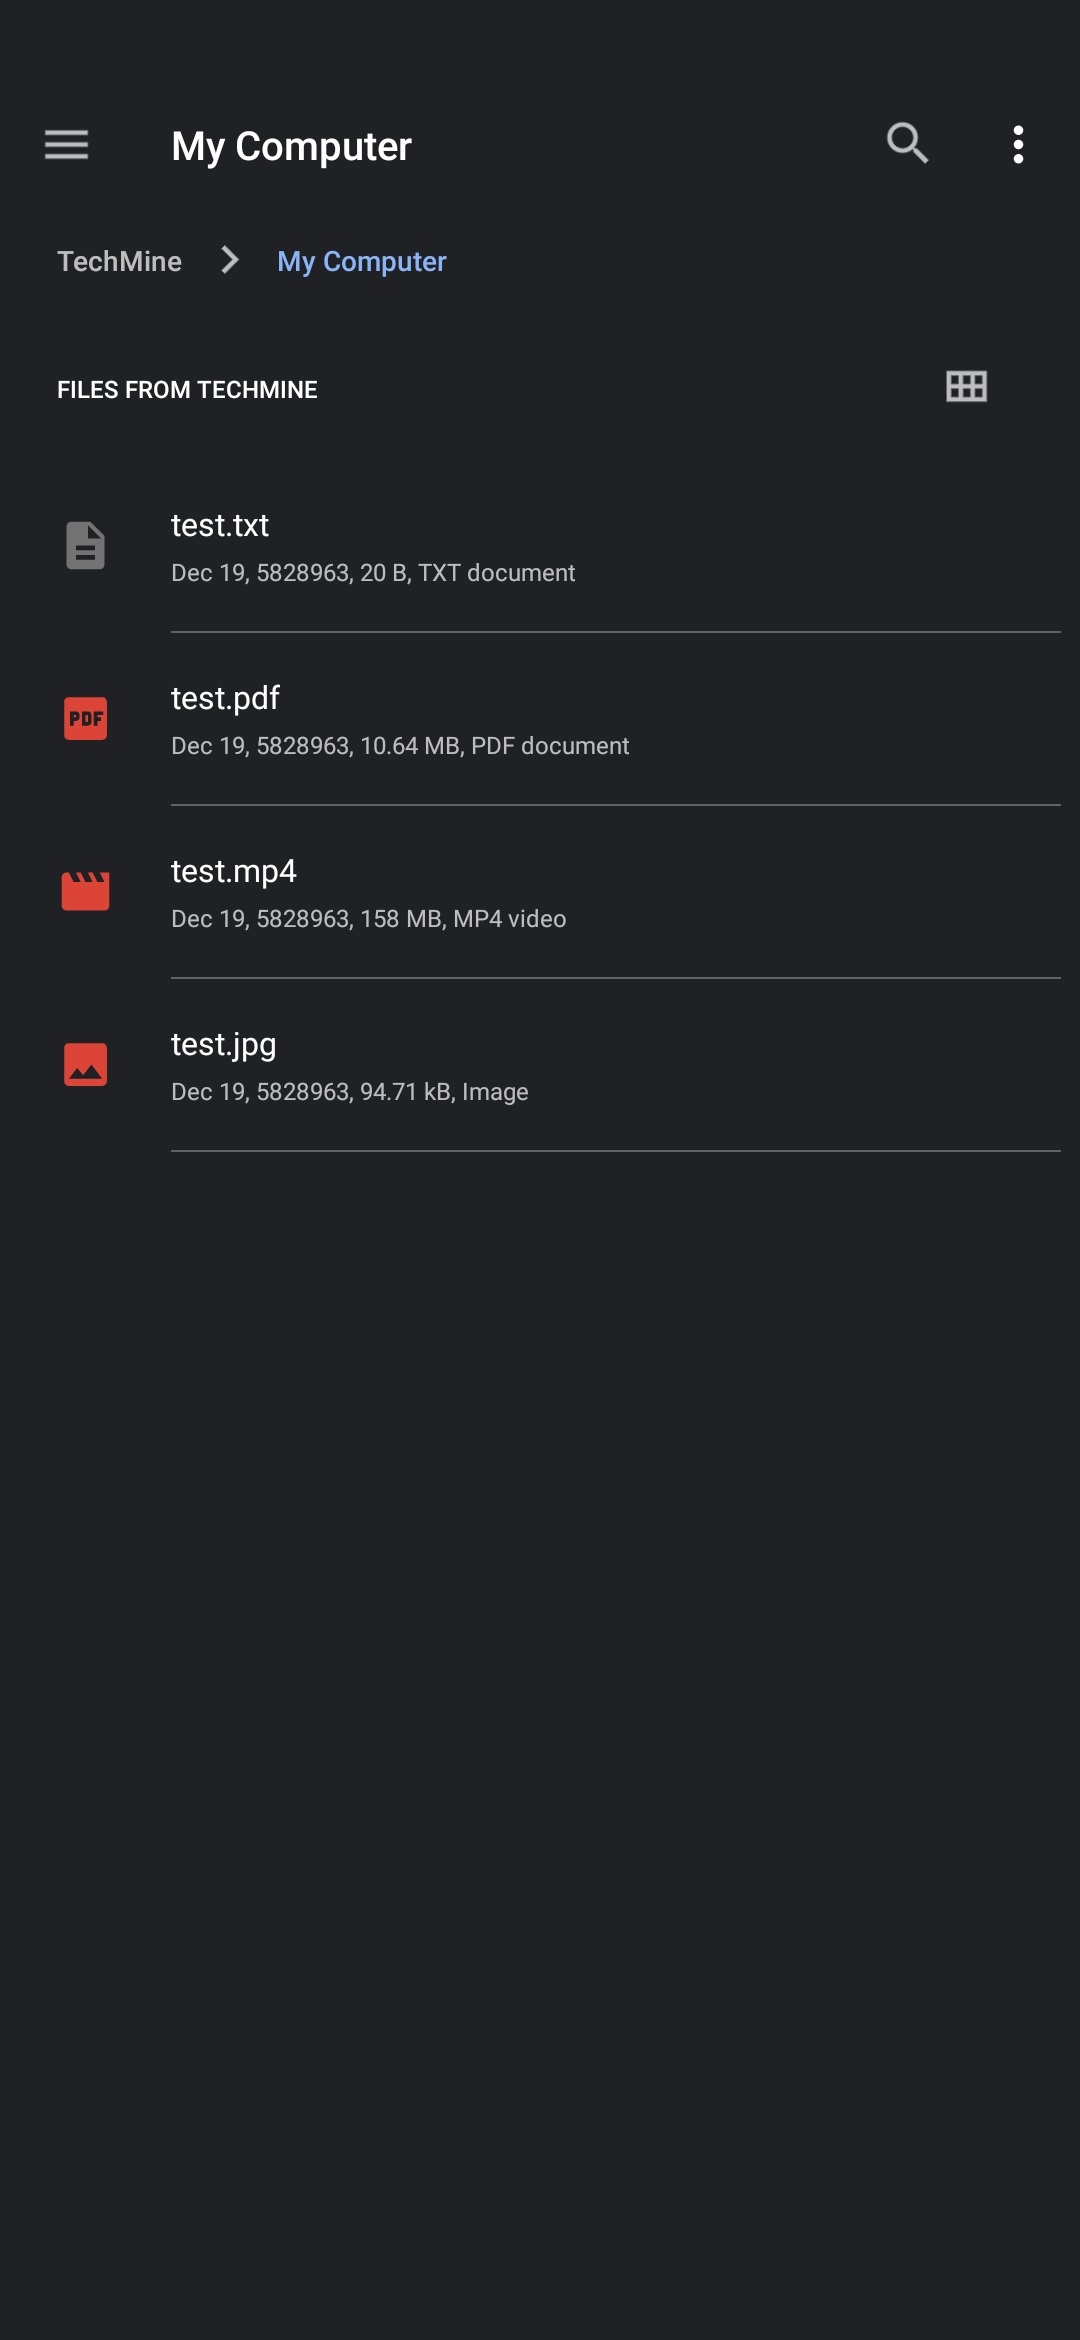 My Computer
TechMine
My Computer
FILES FROM TECHMINE
test.txt
Dec 19, 5828963, 20 B, TXT document
PDF
test.pdf
Dec 19, 5828963, 10.64 MB, PDF document
test.mp4
Dec 19, 5828963, 158 MB, MP4 video
test.jpg
Dec 19, 5828963, 94.71 kB, Image